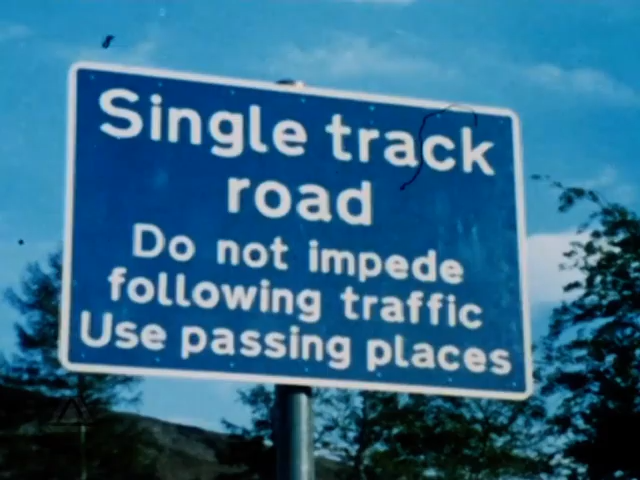 Single track
road
Do not impede
following traffic
Use passing places